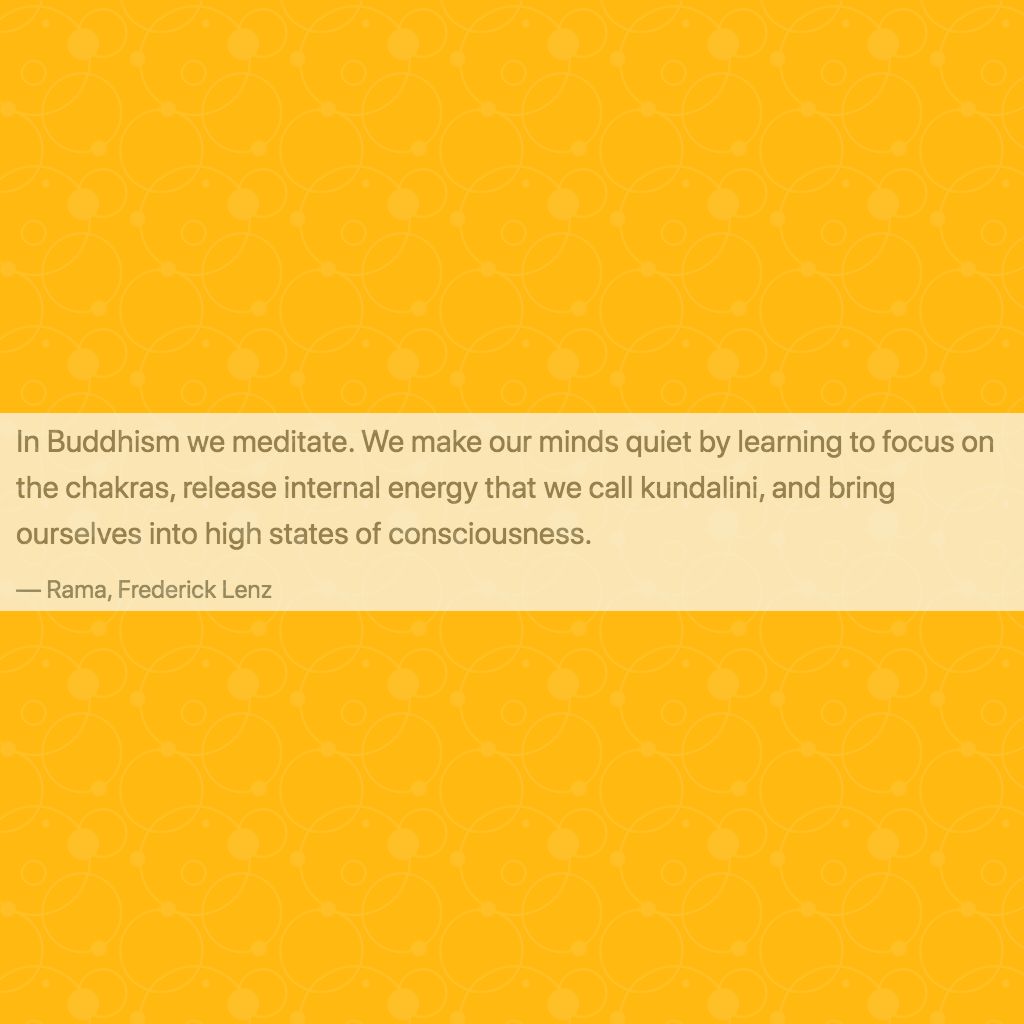 In Buddhism we meditate. We make our minds quiet by learning to focus on
the chakras, release internal energy that we call kundalini, and bring
ourselves into high states of consciousness.
— Rama, Frederick Lenz